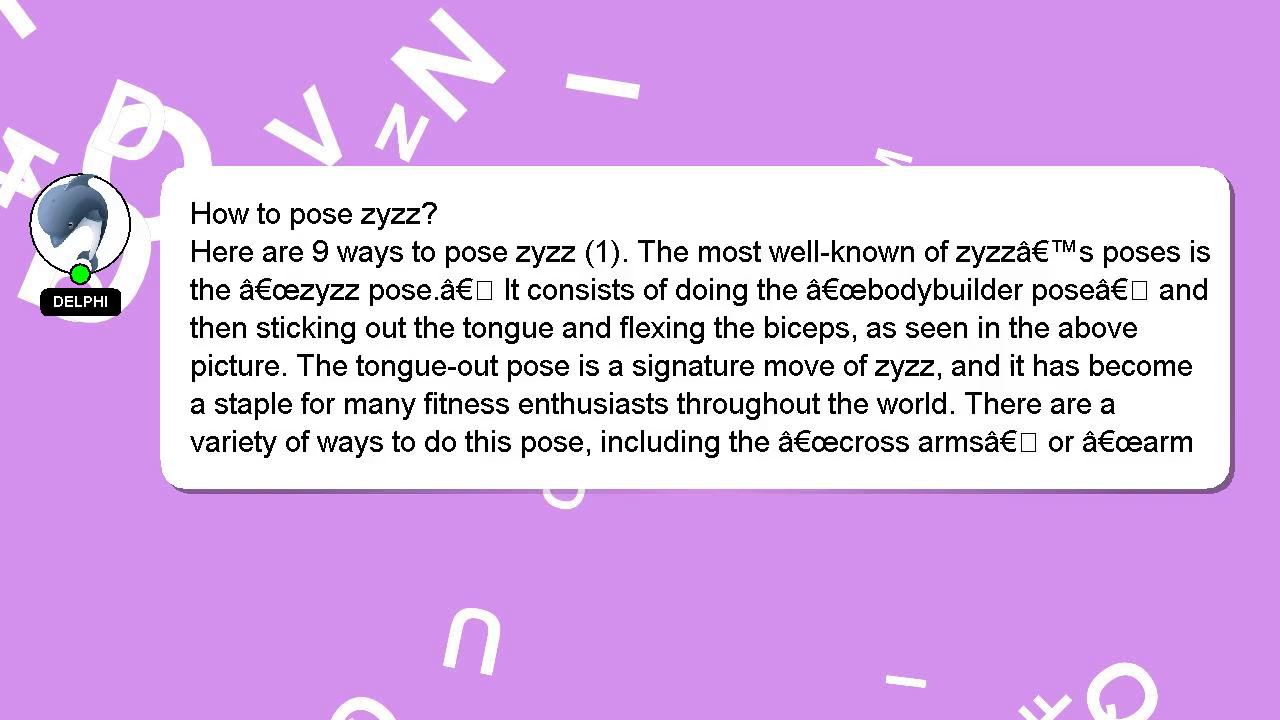 How to pose zyzz?
Here are 9 ways to pose zyzz (1). The most well-known of zyzzâ€™s poses is
the â€œzyzz pose.â€□ It consists of doing the â€œbodybuilder poseâ€□ and
then sticking out the tongue and flexing the biceps, as seen in the above
picture. The tongue-out pose is a signature move of zyzz, and it has become
a staple for many fitness enthusiasts throughout the world. There are a
variety of ways to do this pose, including the â€œcross armsâ€□ or â€œarm
DELPHI